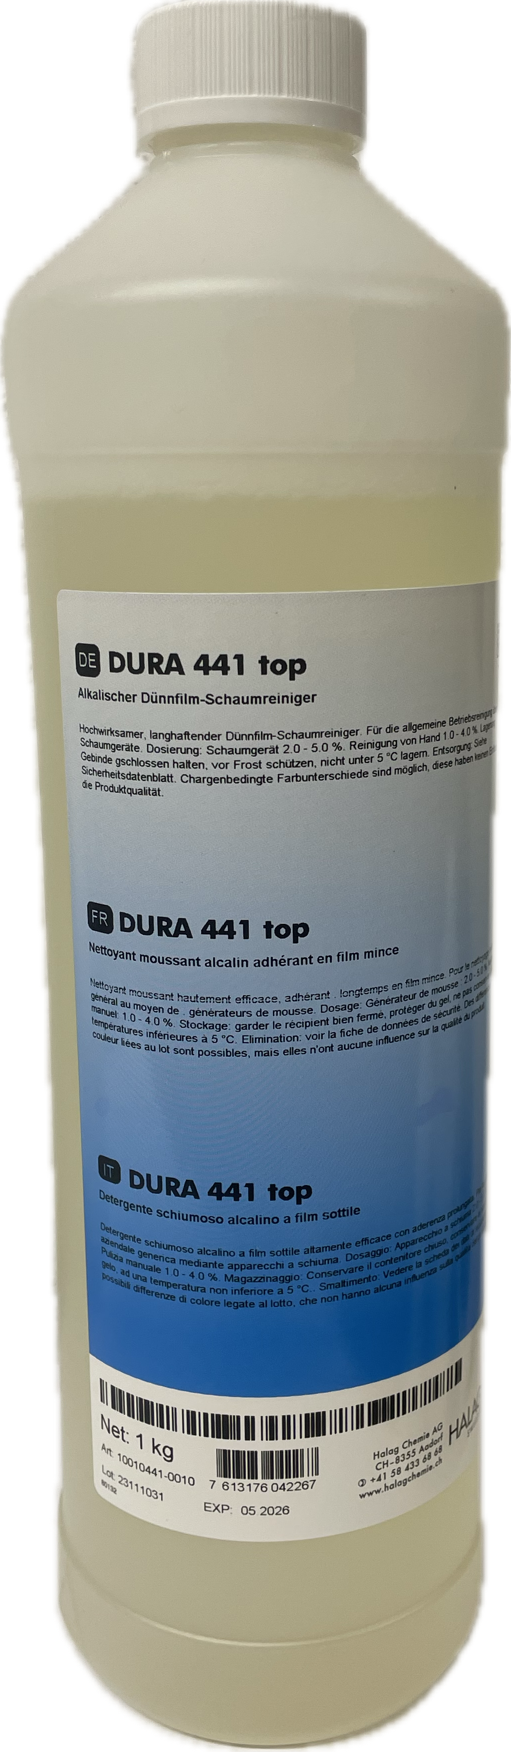 DE DURA 441 top
Alkalischer Dünnfilm-Schaumreiniger
Hochwirksamer, langhaftender Dünnfilm-Schaumreiniger. Für die allgemeine Betriebsreinigung
Schaumgeräte. Dosierung: Schaumgerät 2.0 - 5.0 %. Reinigung von Hand 1.0 - 4.0 %.
Gebinde gschlossen halten, vor Frost schützen, nicht unter 5 °C lagern. Entsorgung: Siehe
Sicherheitsdatenblatt. Chargenbedingte Farbunterschiede sind möglich, diese haben keinen
die Produktqualität.
FR DURA 441 top
Nettoyant moussant alcalin adhérant en film mince
Nettoyant moussant hautement efficace, adhérant . longtemps en film mince. Pour le
général au moyen de . générateurs de mousse. Dosage: Générateur de mousse : 2.0 - 5.0 %,
manuel: 1.0 - 4.0 %. Stockage: garder le récipient bien fermé, protéger du gel, ne pas
températures inférieures à 5 °C. Elimination: voir la fiche de données de sécurité. Des
couleur liées au lot sont possibles, mais elles n'ont aucune influence sur la qualité du
IT DURA 441 top
Detergente schiumoso alcalino a film sottile
Detergente schiumoso alcalino a film sottile altamente efficace con aderenza prolungata.
aziendale generica mediante apparecchi a schiuma. Dosaggio: Apparecchio a schiuma
Pulizia manuale 1.0 - 4.0 %. Magazzinaggio: Conservare il contenitore chiuso,
gelo, ad una temperatura non inferiore a 5 °C.. Smaltimento: Vedere la scheda dei dati
possibili differenze di colore legate al lotto, che non hanno alcuna influenza sulla
Net: 1 kg
Art: 10010441-0010
Lot: 23111031
80132
7 613176 042267
EXP: 05 2026
Halag Chemie AG
CH-8355 Aadorf
+41 58 433 68 68
www.halagchemie.ch
HALAG